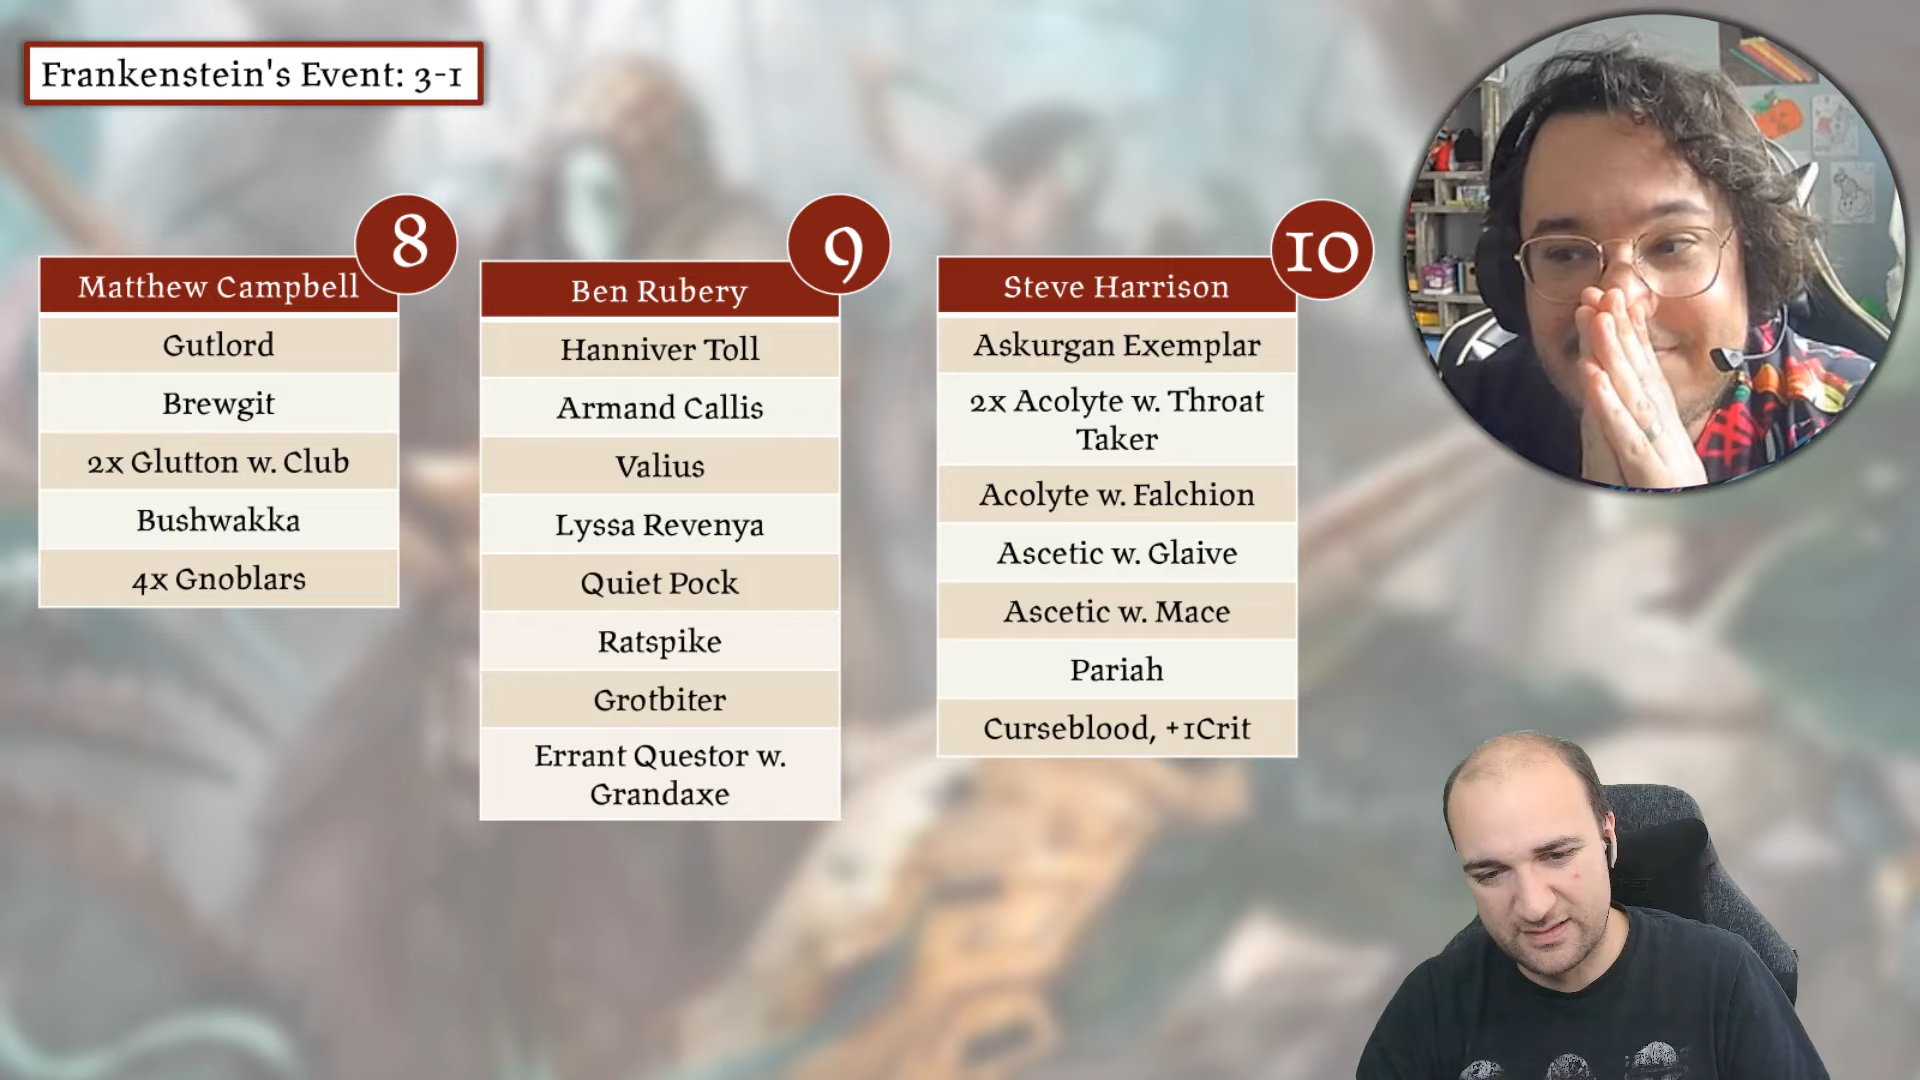 Frankenstein's Event: 3-1
8
Matthew Campbell
Gutlord
Brewgit
2x Glutton w. Club
Bushwakka
4x Gnoblars
9
Ben Rubery
Hanniver Toll
Armand Callis
Valius
Lyssa Revenya
Quiet Pock
Ratspike
Grotbiter
Errant Questor w.
Grandaxe
10
Steve Harrison
Askurgan Exemplar
2x Acolyte w. Throat
Taker
Acolyte w. Falchion
Ascetic w. Glaive
Ascetic w. Mace
Pariah
Curseblood, +1Crit